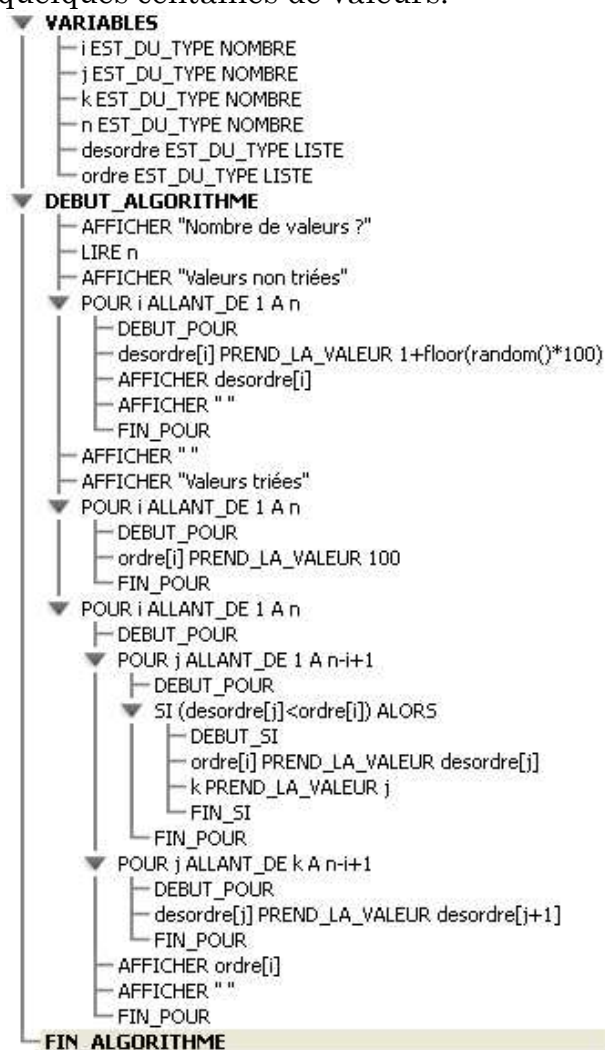 quelques centaines de valeurs.
VARIABLES
i EST_DU_TYPE NOMBRE
j EST_DU_TYPE NOMBRE
k EST_DU_TYPE NOMBRE
n EST_DU_TYPE NOMBRE
desordre EST_DU_TYPE LISTE
ordre EST_DU_TYPE LISTE
DEBUT_ALGORITHME
AFFICHER "Nombre de valeurs ?"
LIRE n
AFFICHER "Valeurs non triées"
POUR i ALLANT_DE 1 A n
DEBUT_POUR
desordre[i] PREND_LA_VALEUR 1+floor(random()*100)
AFFICHER desordre[i]
AFFICHER " "
FIN_POUR
AFFICHER " "
AFFICHER "Valeurs triées"
POUR i ALLANT_DE 1 A n
DEBUT_POUR
ordre[i] PREND_LA_VALEUR 100
FIN_POUR
POUR i ALLANT_DE 1 A n
DEBUT_POUR
POUR j ALLANT_DE 1 A n-i+1
DEBUT_POUR
SI (desordre[j]<ordre[i]) ALORS
DEBUT_SI
ordre[i] PREND_LA_VALEUR desordre[j]
k PREND_LA_VALEUR j
FIN_SI
FIN_POUR
POUR j ALLANT_DE k A n-i+1
DEBUT_POUR
desordre[j] PREND_LA_VALEUR desordre[j+1]
FIN_POUR
AFFICHER ordre[i]
AFFICHER " "
FIN_POUR
FIN_ALGORITHME